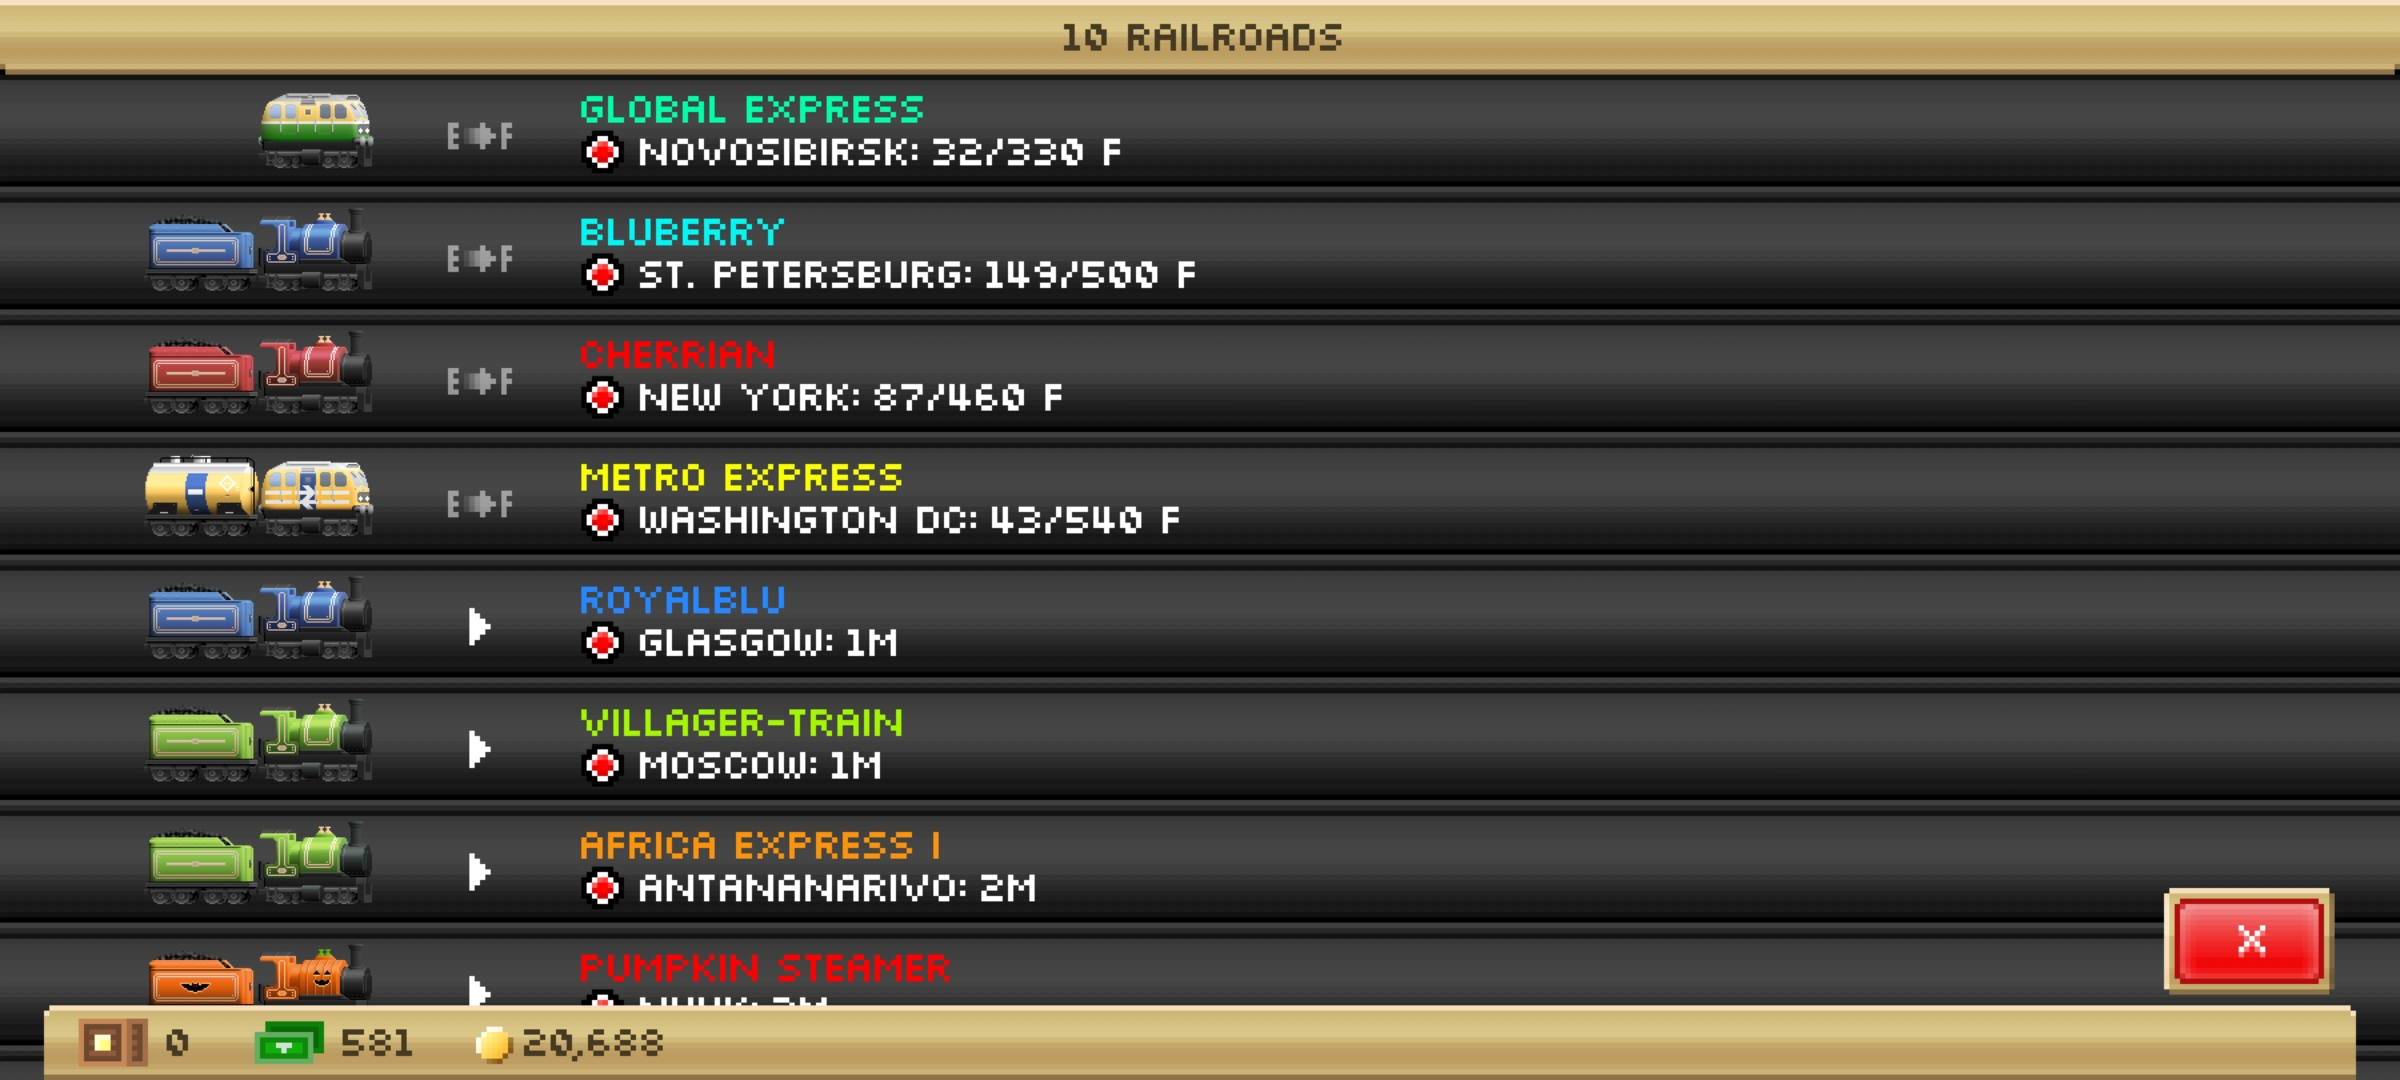 10 RAILROADS
GLOBAL EXPRESS
E F
NOVOSIBIRSK: 32/330 F
BLUBERRY
E F
ST. PETERSBURG: 149/500 F
CHERRIAN
E F
NEW YORK: 87/460 F
METRO EXPRESS
E F
WASHINGTON DC: 43/540 F
ROYALBLU
GLASGOW: 1M
VILLAGER-TRAIN
MOSCOW: 1M
AFRICA EXPRESS I
ANTANANARIVO: 2M
PUMPKIN STEAMER
X
0 581 20,688